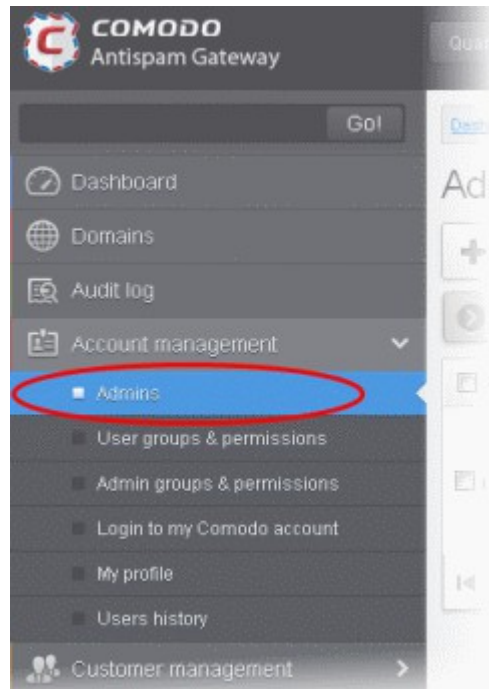 COMODO
Antispam Gateway
Go!
Dashboard
Domains
Audit log
Account management
Admins
User groups & permissions
Admin groups & permissions
Login to my Comodo account
My profile
Users history
Customer management
Ad